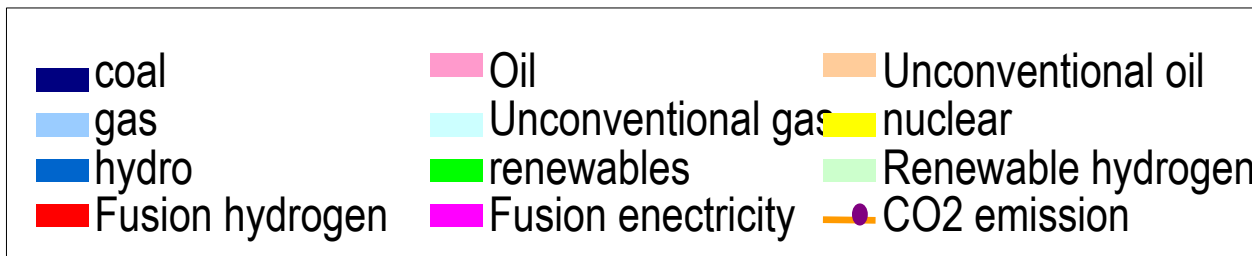 coal Oil Unconventional oil
gas Unconventional gas nuclear
hydro renewables Renewable hydrogen
Fusion hydrogen Fusion enectricity CO2 emission